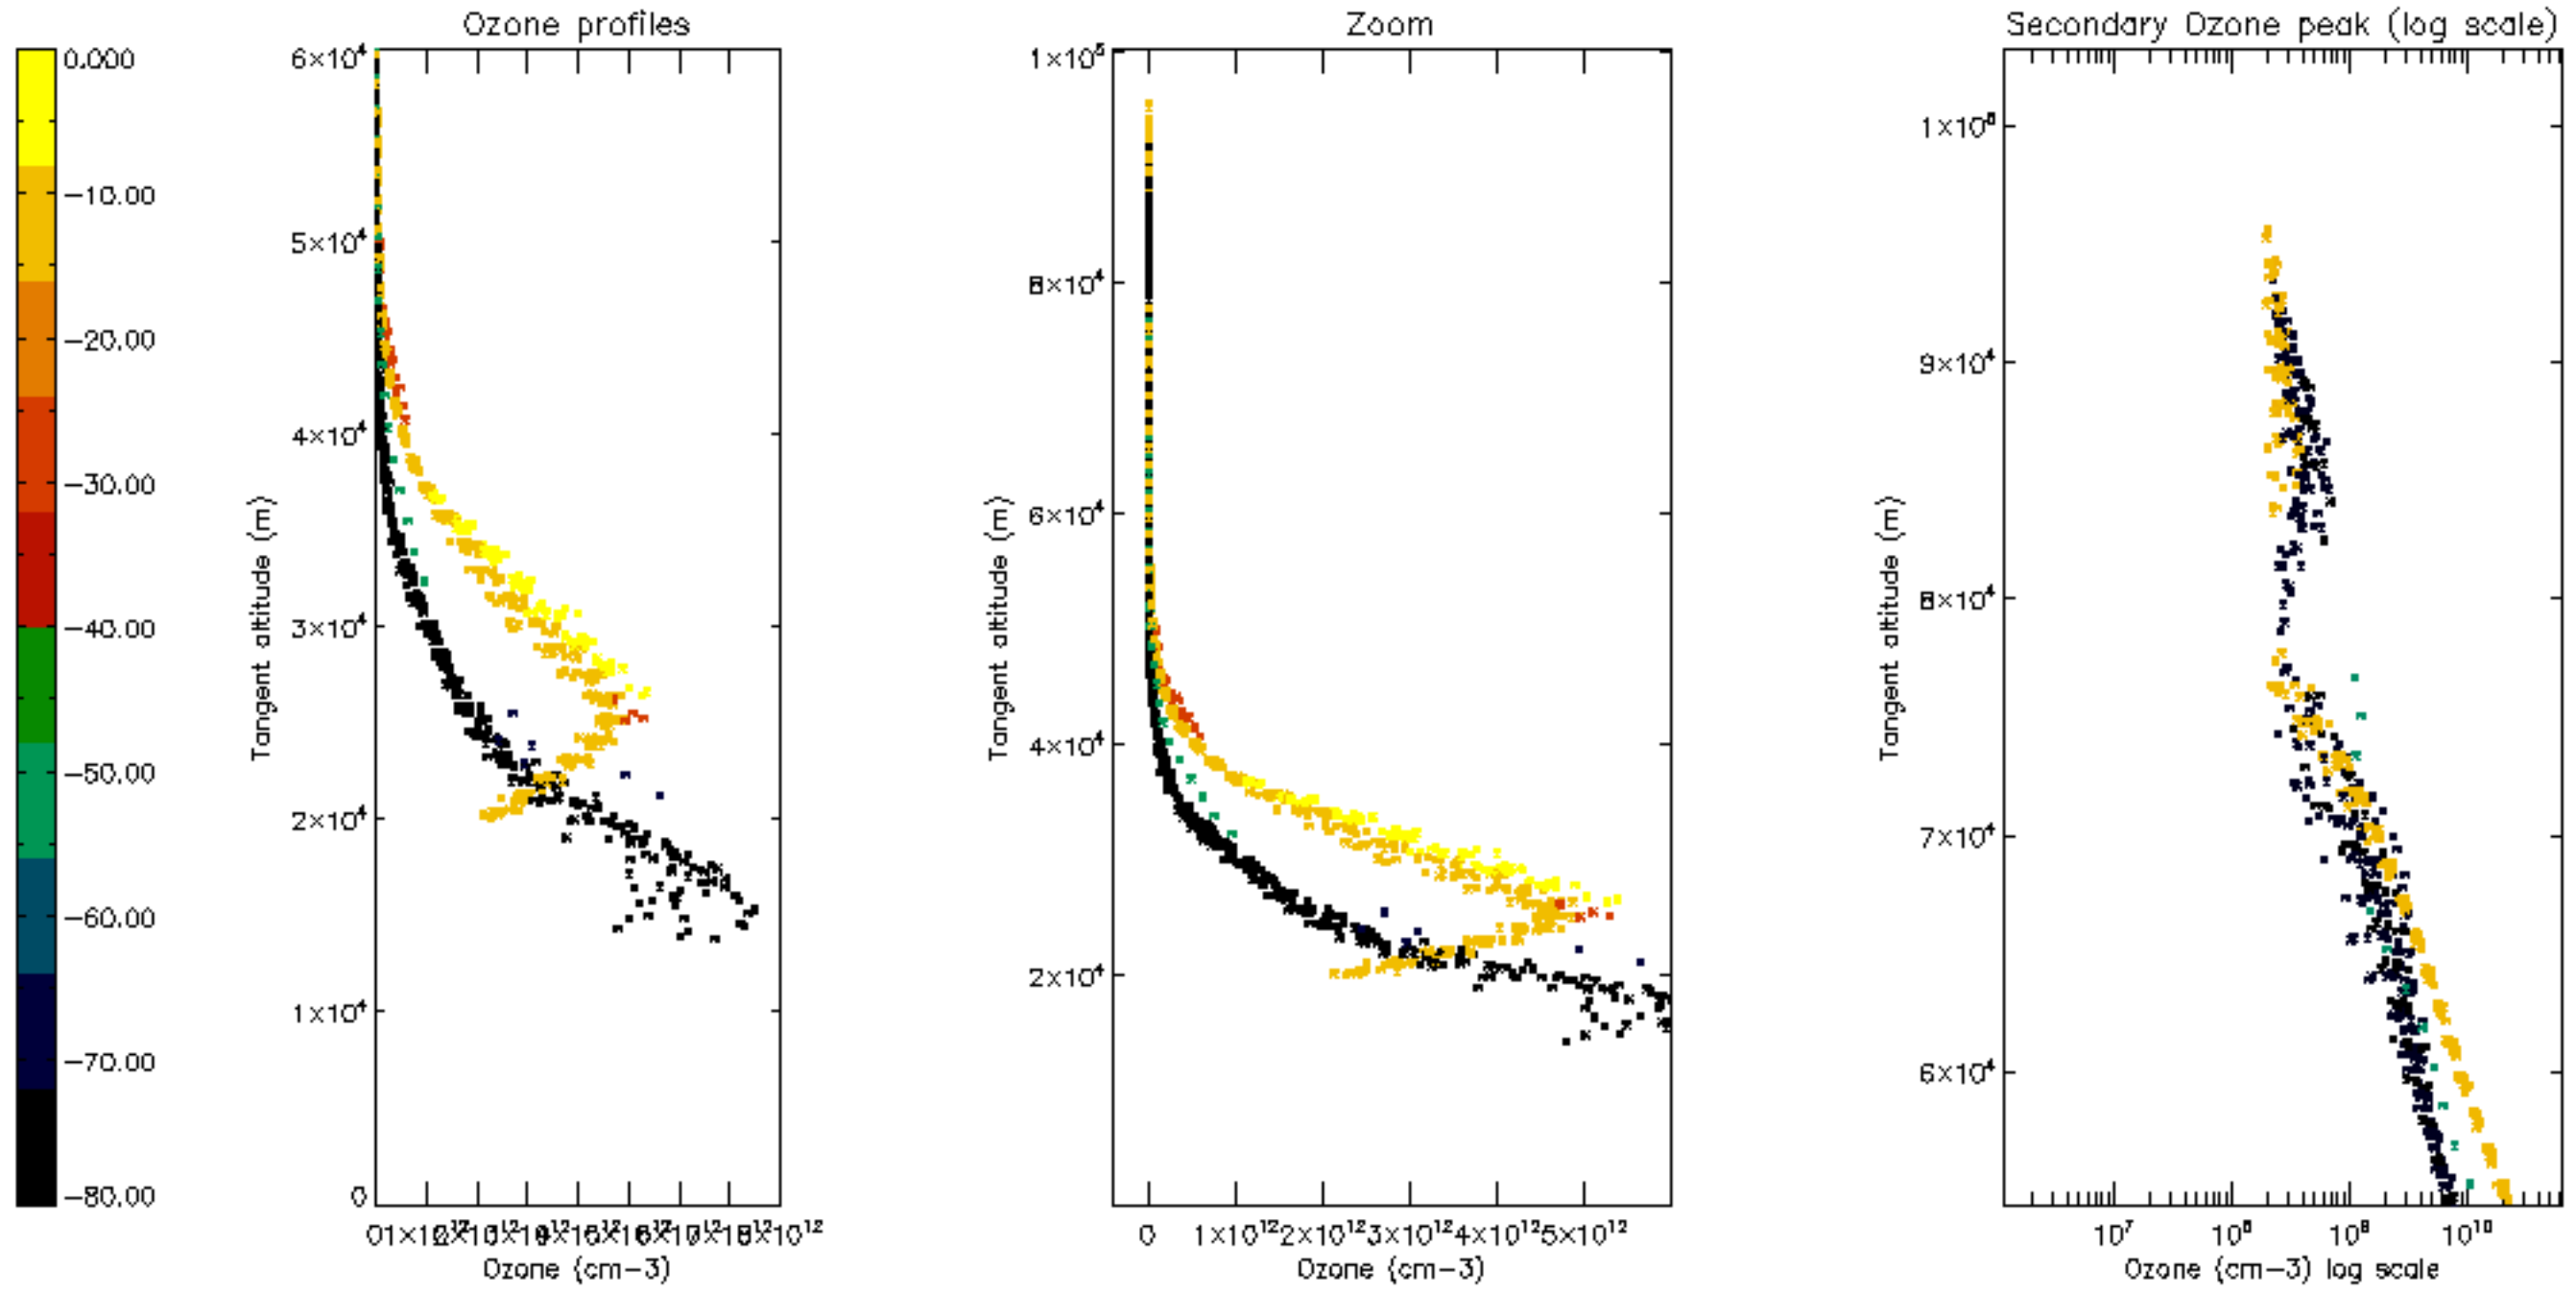 Ozone profiles
Zoom
Secondary Ozone peak (log scale)
0.000
−10.00
−20.00
−30.00
−40.00
−50.00
−60.00
−70.00
−80.00
6×10⁴
5×10⁴
4×10⁴
3×10⁴
2×10⁴
1×10⁴
0
Tangent altitude (m)
Ozone (cm−3)
1×10⁵
8×10⁴
6×10⁴
4×10⁴
2×10⁴
Tangent altitude (m)
0 1×10¹² 2×10¹² 3×10¹² 4×10¹² 5×10¹²
Ozone (cm−3)
1×10⁵
9×10⁴
8×10⁴
7×10⁴
6×10⁴
Tangent altitude (m)
10⁷ 10⁸ 10⁹ 10¹⁰
Ozone (cm−3) log scale